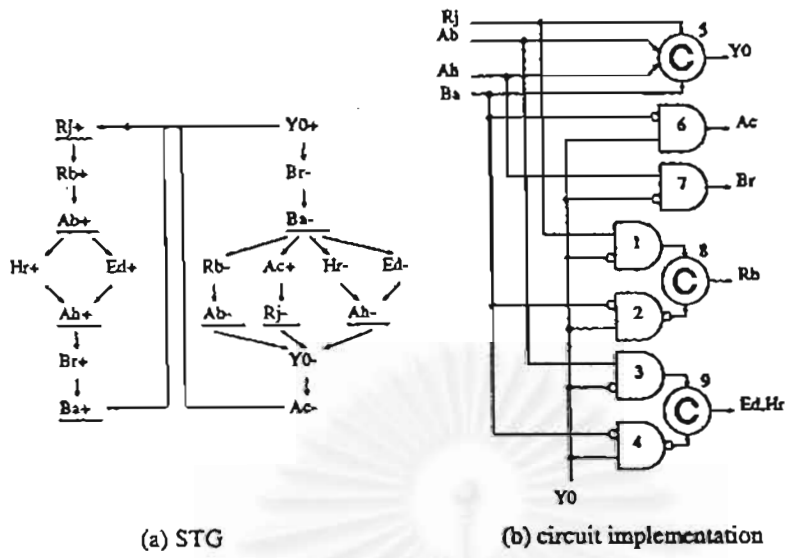 Rj+
Rb+
Ab+
Hr+ Ed+
Ah+
Br+
Ba+
Y0+
Br-
Ba-
Rb- Ac+ Hr- Ed-
Ab- Rj- Ah-
Y0-
Ac-
(a) STG
Rj
Ab
Ah
Ba
C
5
Y0
6
Ac
7
Br
1
8
C
Rb
2
3
9
C
Ed,Hr
4
Y0
(b) circuit implementation